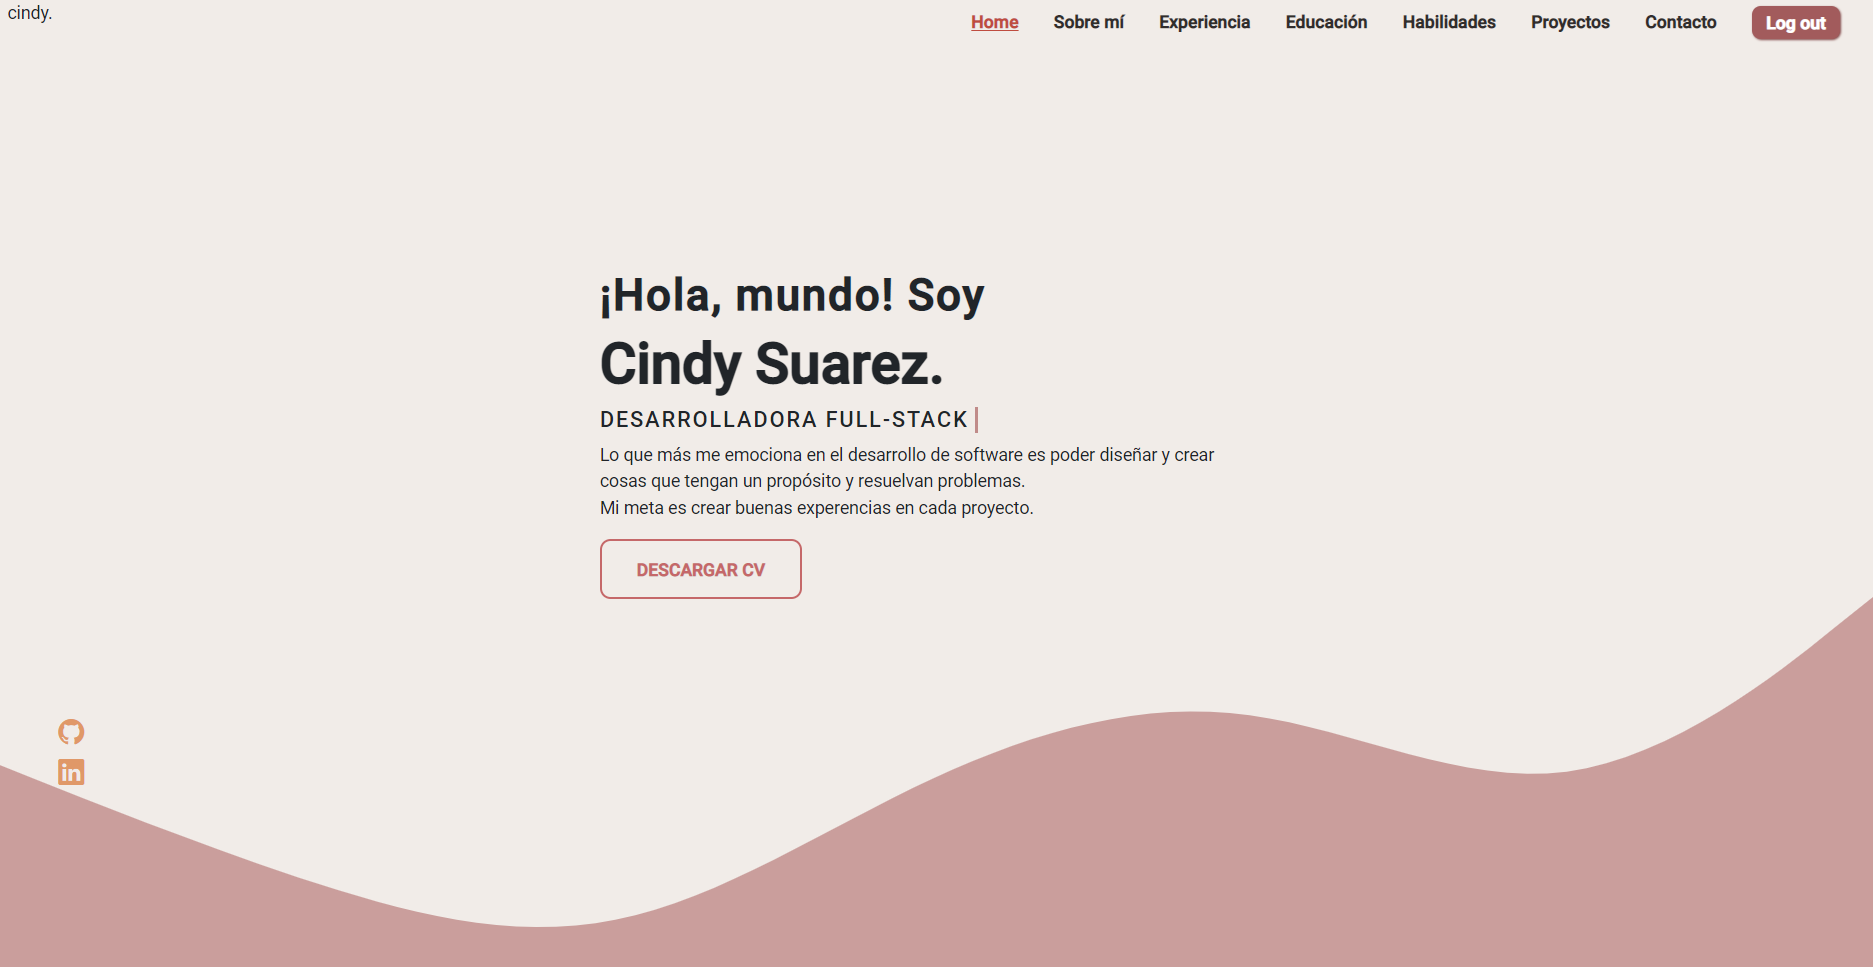 cindy.
Home Sobre mí Experiencia Educación Habilidades Proyectos Contacto Log out
¡Hola, mundo! Soy
Cindy Suarez.
DESARROLLADORA FULL-STACK
Lo que más me emociona en el desarrollo de software es poder diseñar y crear
cosas que tengan un propósito y resuelvan problemas.
Mi meta es crear buenas experencias en cada proyecto.
DESCARGAR CV
in